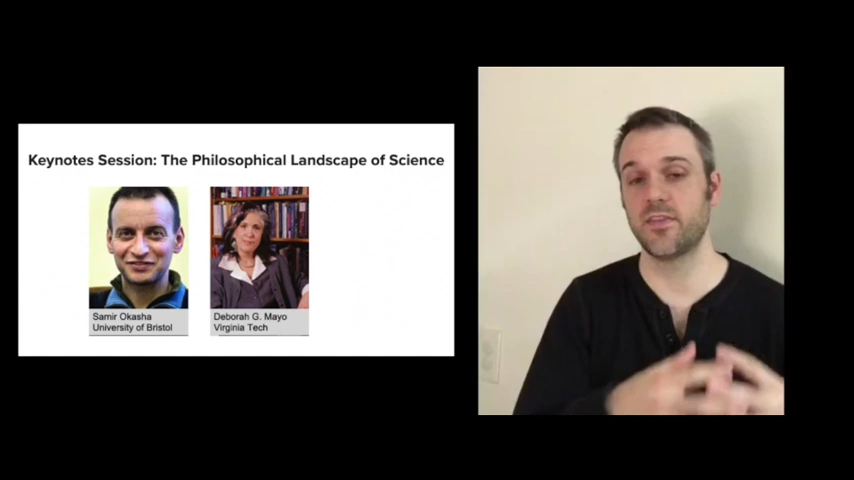 Keynotes Session: The Philosophical Landscape of Science
Samir Okasha
University of Bristol
Deborah G. Mayo
Virginia Tech